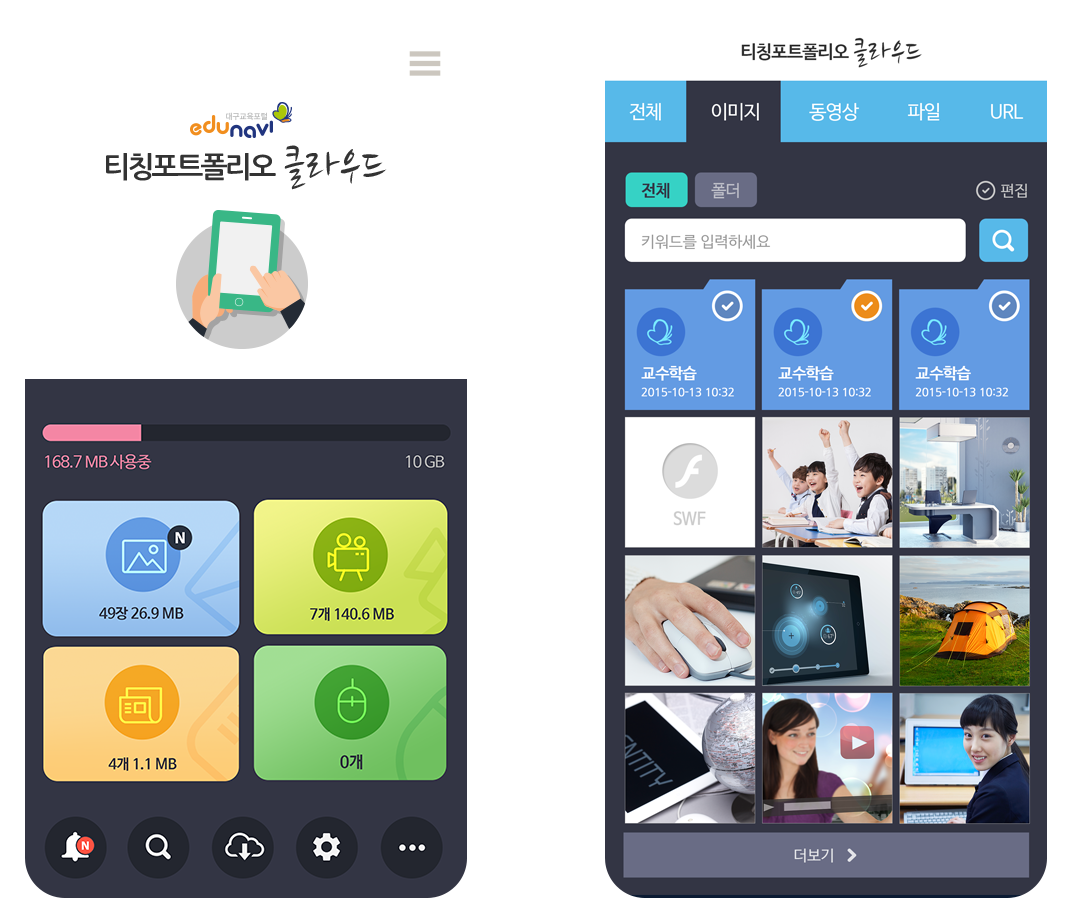 대구교육포털
edunavi
티칭포트폴리오 클라우드
168.7 MB 사용중
10 GB
N
49장 26.9 MB
7개 140.6 MB
4개 1.1 MB
0개
N
티칭포트폴리오 클라우드
전체 이미지 동영상 파일 URL
전체 폴더 편집
키워드를 입력하세요
교수학습 교수학습 교수학습
2015-10-13 10:32 2015-10-13 10:32 2015-10-13 10:32
SWF
ENTITY
더보기